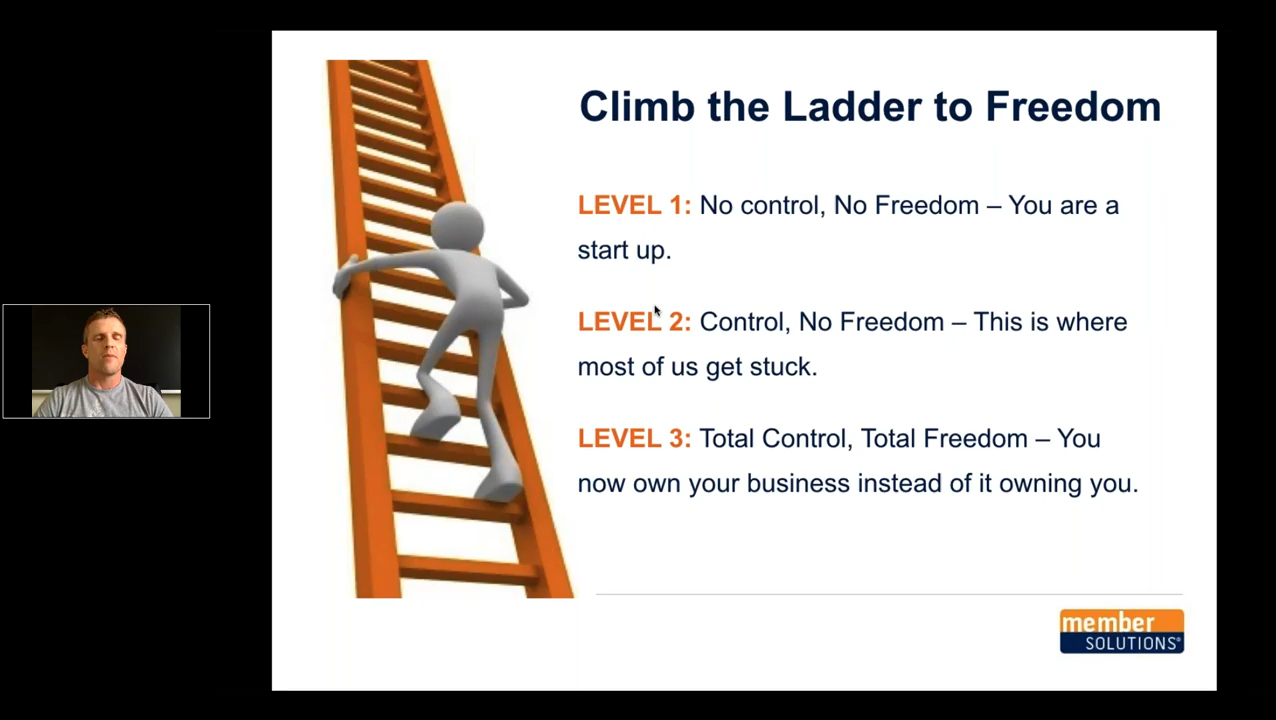 Climb the Ladder to Freedom
LEVEL 1: No control, No Freedom – You are a
start up.
LEVEL 2: Control, No Freedom – This is where
most of us get stuck.
LEVEL 3: Total Control, Total Freedom – You
now own your business instead of it owning you.
member
SOLUTIONS®